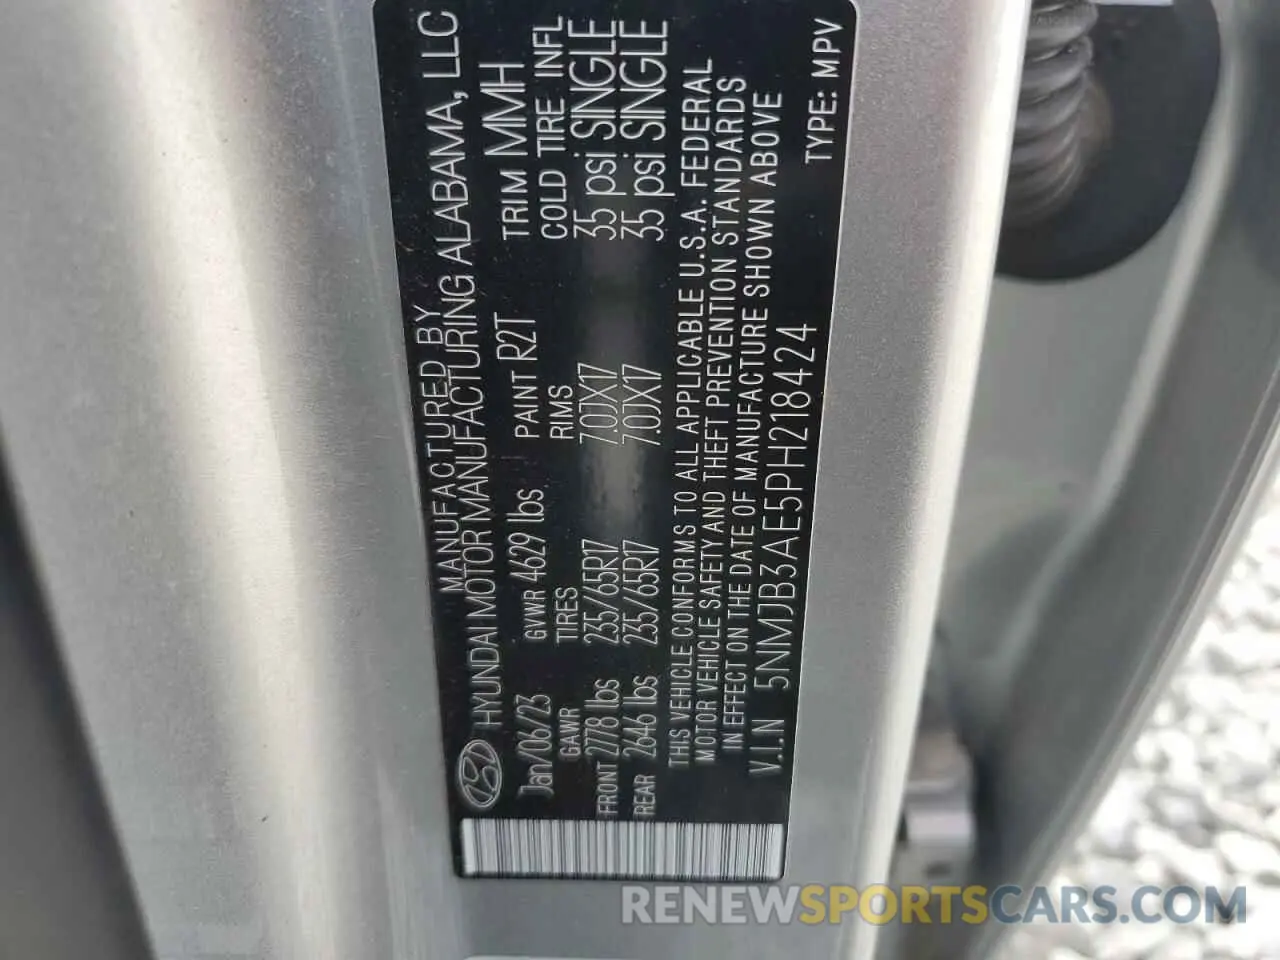 MANUFACTURED BY
HYUNDAI MOTOR MANUFACTURING ALABAMA, LLC
Jan/06/23 GVWR 4629 lbs PAINT R2T TRIM MMH
GAWR TIRES RIMS COLD TIRE INFL
FRONT 2778 lbs 235/65R17 7.0JX17 35 psi SINGLE
REAR 2646 lbs 235/65R17 7.0JX17 35 psi SINGLE
THIS VEHICLE CONFORMS TO ALL APPLICABLE U.S.A. FEDERAL
MOTOR VEHICLE SAFETY AND THEFT PREVENTION STANDARDS
IN EFFECT ON THE DATE OF MANUFACTURE SHOWN ABOVE
V.I.N 5NMJB3AE5PH218424 TYPE: MPV
RENEWSPORTSCARS.COM